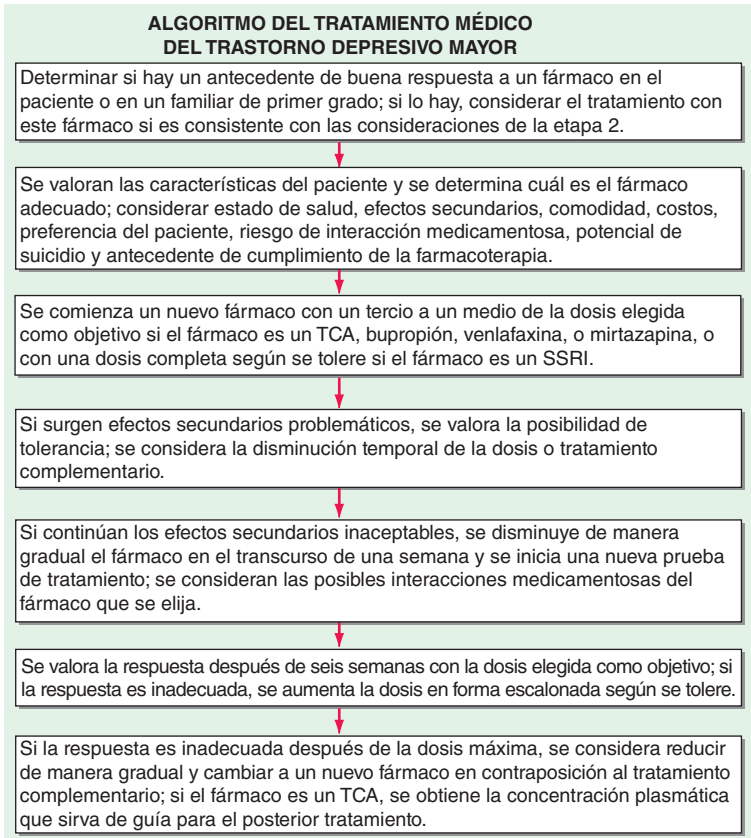 ALGORITMO DEL TRATAMIENTO MÉDICO
DEL TRASTORNO DEPRESIVO MAYOR
Determinar si hay un antecedente de buena respuesta a un fármaco en el
paciente o en un familiar de primer grado; si lo hay, considerar el tratamiento con
este fármaco si es consistente con las consideraciones de la etapa 2.
Se valoran las características del paciente y se determina cuál es el fármaco
adecuado; considerar estado de salud, efectos secundarios, comodidad, costos,
preferencia del paciente, riesgo de interacción medicamentosa, potencial de
suicidio y antecedente de cumplimiento de la farmacoterapia.
Se comienza un nuevo fármaco con un tercio a un medio de la dosis elegida
como objetivo si el fármaco es un TCA, bupropión, venlafaxina, o mirtazapina, o
con una dosis completa según se tolere si el fármaco es un SSRI.
Si surgen efectos secundarios problemáticos, se valora la posibilidad de
tolerancia; se considera la disminución temporal de la dosis o tratamiento
complementario.
Si continúan los efectos secundarios inaceptables, se disminuye de manera
gradual el fármaco en el transcurso de una semana y se inicia una nueva prueba
de tratamiento; se consideran las posibles interacciones medicamentosas del
fármaco que se elija.
Se valora la respuesta después de seis semanas con la dosis elegida como objetivo; si
la respuesta es inadecuada, se aumenta la dosis en forma escalonada según se tolere.
Si la respuesta es inadecuada después de la dosis máxima, se considera reducir
de manera gradual y cambiar a un nuevo fármaco en contraposición al tratamiento
complementario; si el fármaco es un TCA, se obtiene la concentración plasmática
que sirva de guía para el posterior tratamiento.